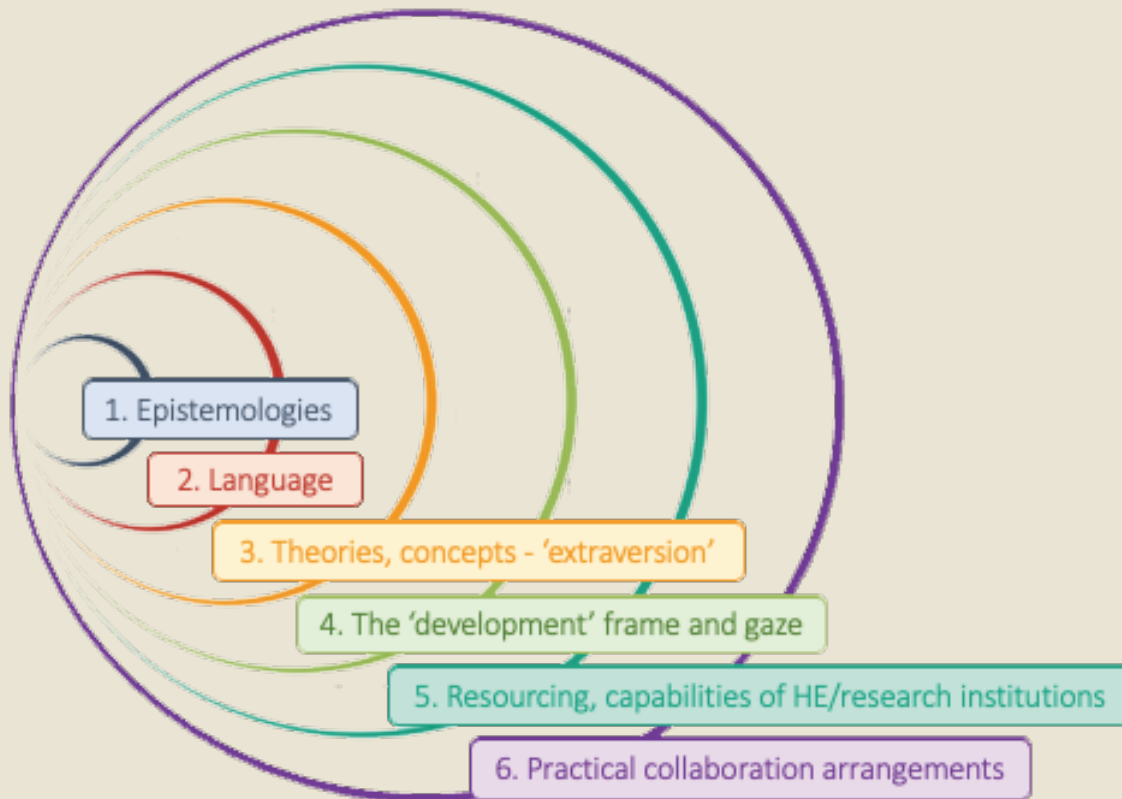 1. Epistemologies
2. Language
3. Theories, concepts - ‘extraversion’
4. The ‘development’ frame and gaze
5. Resourcing, capabilities of HE/research institutions
6. Practical collaboration arrangements